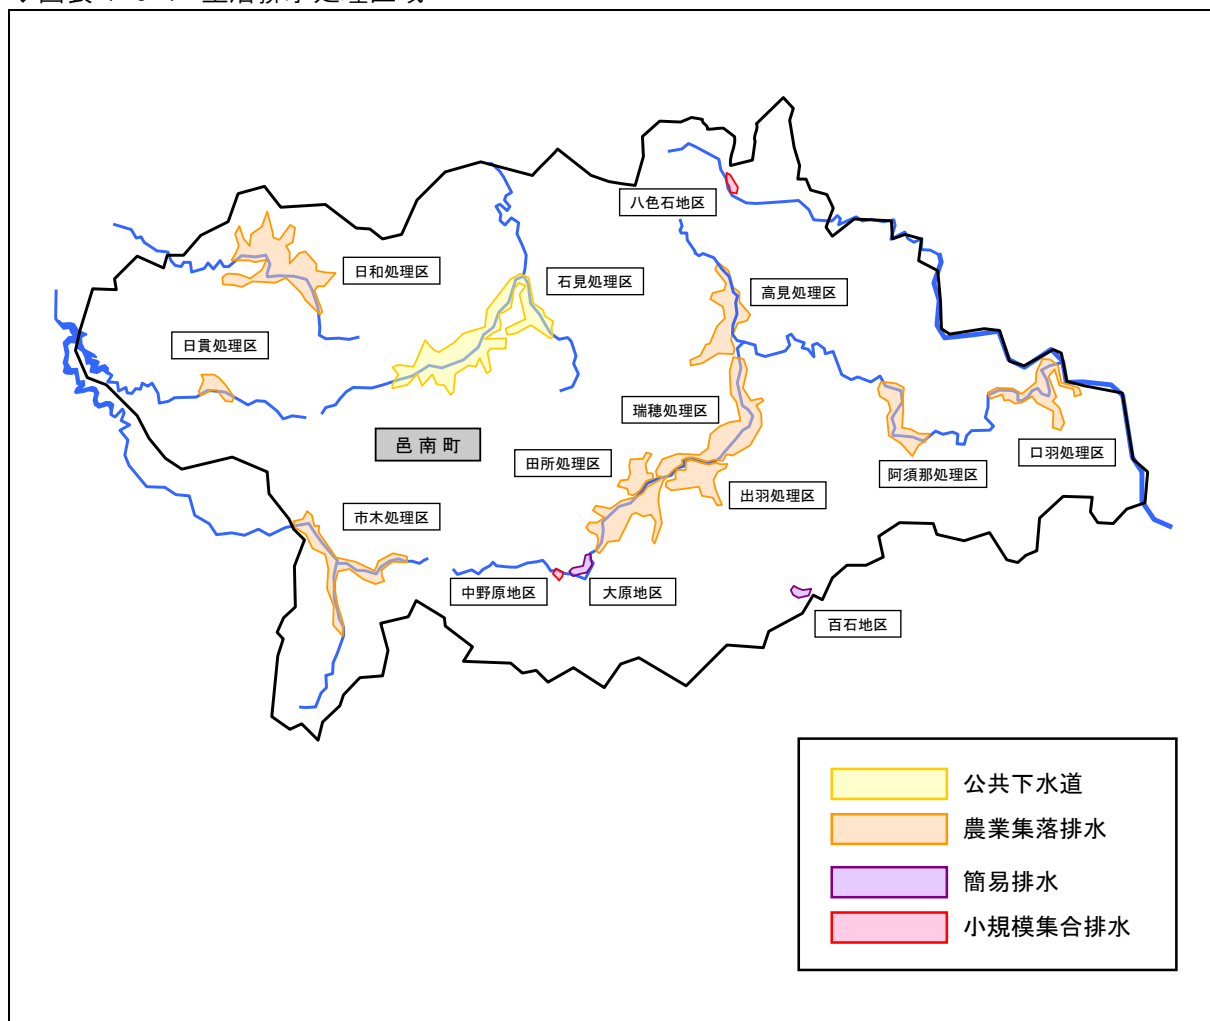 八色石地区
日和処理区
石見処理区
高見処理区
日貫処理区
瑞穂処理区
邑南町
田所処理区
口羽処理区
阿須那処理区
出羽処理区
市木処理区
中野原地区
大原地区
百石地区
公共下水道
農業集落排水
簡易排水
小規模集合排水